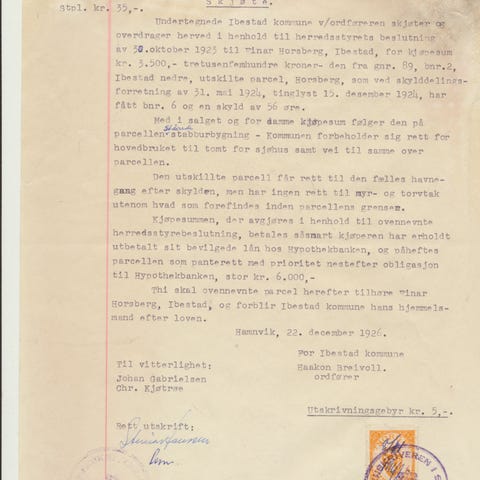 Skjøte.
Stpl. kr. 35,-.
Undertegnede Ibestad kommune v/ordføreren skjøter og
overdrager herved i henhold til herredsstyrets beslutning
av 30.oktober 1923 til Einar Horsberg, Ibestad, for kjøpesum
kr. 3.500,- tretusenfemhundre kroner- den fra gnr. 89, bnr.2,
Ibestad nedre, utskilte parcel, Horsberg, som ved skylddelings-
forretning av 31. mai 1924, tinglyst 15. desember 1924, har
fått bnr. 6 og en skyld av 56 øre.
Med i salget og for samme kjøpesum følger den på
parcellen stående stabburbygning - Kommunen forbeholder sig rett for
hovedbruket til tomt for sjøhus samt vei til samme over
parcellen.
Den utskillte parcell får rett til den fælles havne-
gang efter skylden, men har ingen rett til myr- og torvtak
utenom hvad som forefindes inden parcellens grenser.
Kjøpesummen, der avgjøres i henhold til ovennevnte
herredsstyrebeslutning, betales såsnart kjøperen har erholdt
utbetalt sit bevilgede lån hos Hypothekbanken, og påheftes
parcellen som panterett med prioritet nestefter obligasjon
til Hypothekbanken, stor kr. 6.000,-
Thi skal ovennevnte parcel herefter tilhøre Einar
Horsberg, Ibestad, og forblir Ibestad kommune hans hjemmels-
mand efter loven.
Hamnvik, 22. december 1926.
For Ibestad kommune
Haakon Breivoll.
ordfører
Til vitterlighet:
Johan Gabrielsen
Chr. Kjøtrøe
Utskrivningsgebyr kr. 5,-.
Rett utskrift: